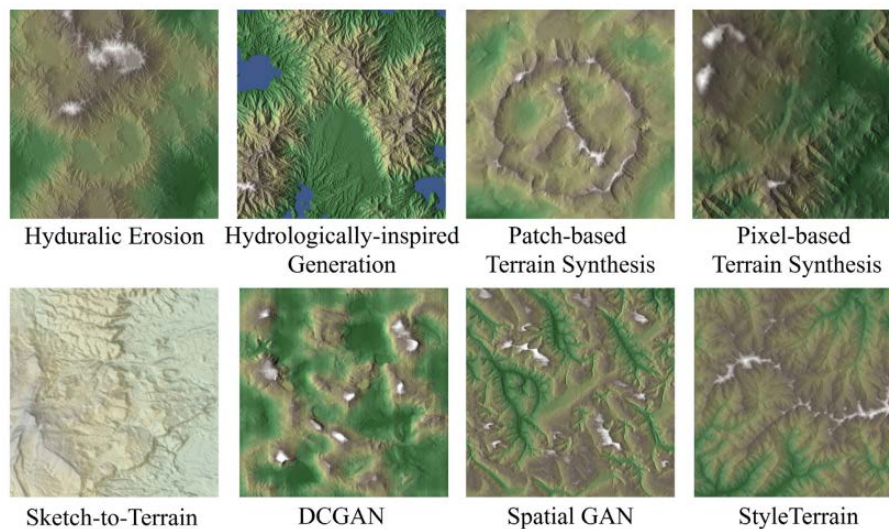 Hyduralic Erosion
Hydrologically-inspired
Generation
Patch-based
Terrain Synthesis
Pixel-based
Terrain Synthesis
Sketch-to-Terrain
DCGAN
Spatial GAN
StyleTerrain